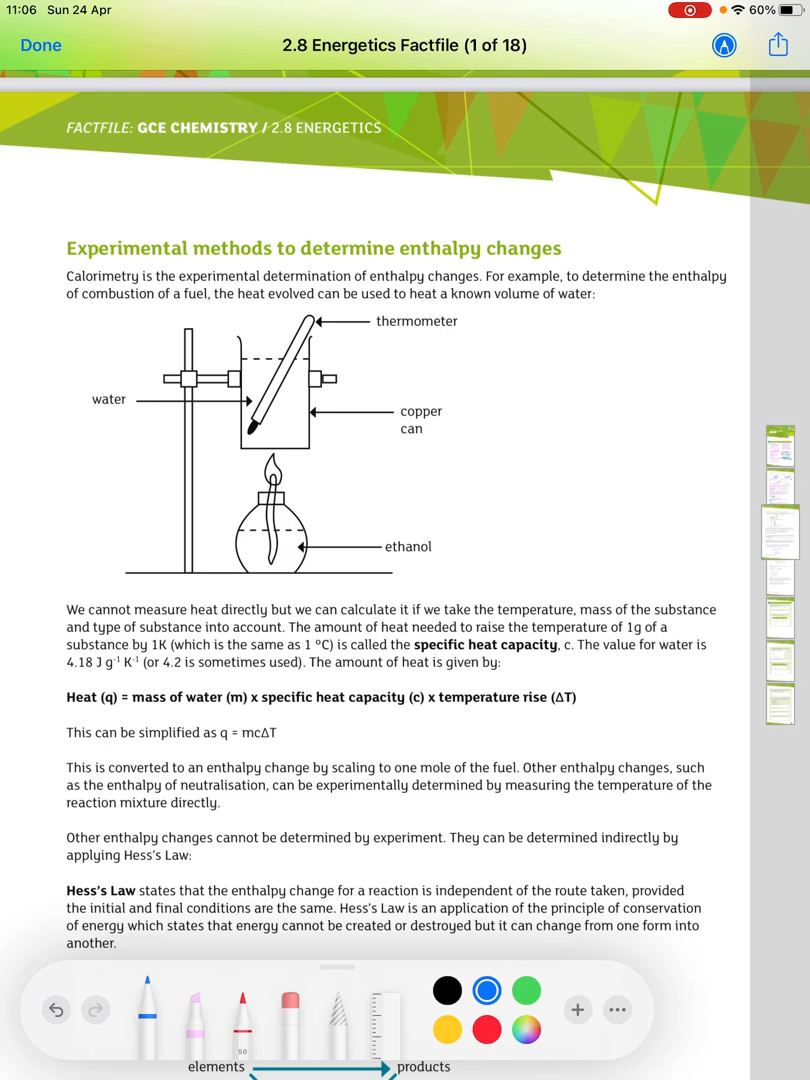 11:06 Sun 24 Apr
60%
Done
2.8 Energetics Factfile (1 of 18)
FACTFILE: GCE CHEMISTRY / 2.8 ENERGETICS
Experimental methods to determine enthalpy changes
Calorimetry is the experimental determination of enthalpy changes. For example, to determine the enthalpy
of combustion of a fuel, the heat evolved can be used to heat a known volume of water:
thermometer
water
copper
can
ethanol
We cannot measure heat directly but we can calculate it if we take the temperature, mass of the substance
and type of substance into account. The amount of heat needed to raise the temperature of 1g of a
substance by 1K (which is the same as 1 °C) is called the specific heat capacity, c. The value for water is
4.18 J g⁻¹ K⁻¹ (or 4.2 is sometimes used). The amount of heat is given by:
Heat (q) = mass of water (m) x specific heat capacity (c) x temperature rise (∆T)
This can be simplified as q = mc∆T
This is converted to an enthalpy change by scaling to one mole of the fuel. Other enthalpy changes, such
as the enthalpy of neutralisation, can be experimentally determined by measuring the temperature of the
reaction mixture directly.
Other enthalpy changes cannot be determined by experiment. They can be determined indirectly by
applying Hess's Law:
Hess's Law states that the enthalpy change for a reaction is independent of the route taken, provided
the initial and final conditions are the same. Hess's Law is an application of the principle of conservation
of energy which states that energy cannot be created or destroyed but it can change from one form into
another.
50
elements
products